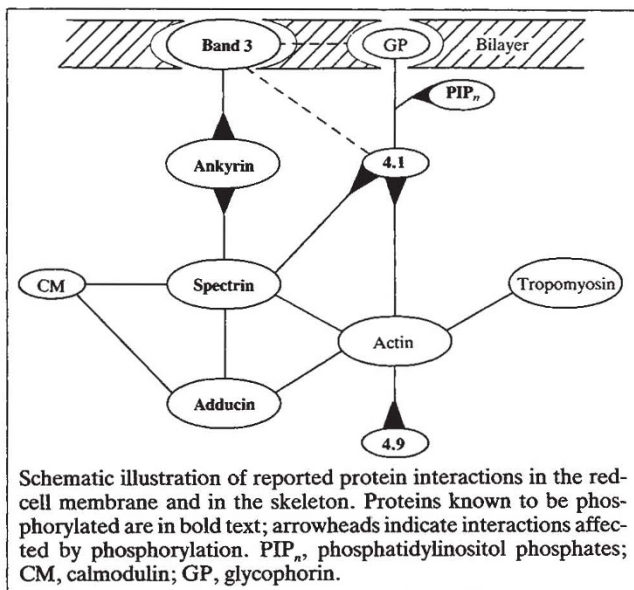 Band 3
GP
Bilayer
PIPn
Ankyrin
4.1
CM
Spectrin
Tropomyosin
Actin
Adducin
4.9
Schematic illustration of reported protein interactions in the red-
cell membrane and in the skeleton. Proteins known to be phos-
phorylated are in bold text; arrowheads indicate interactions affec-
ted by phosphorylation. PIPn, phosphatidylinositol phosphates;
CM, calmodulin; GP, glycophorin.